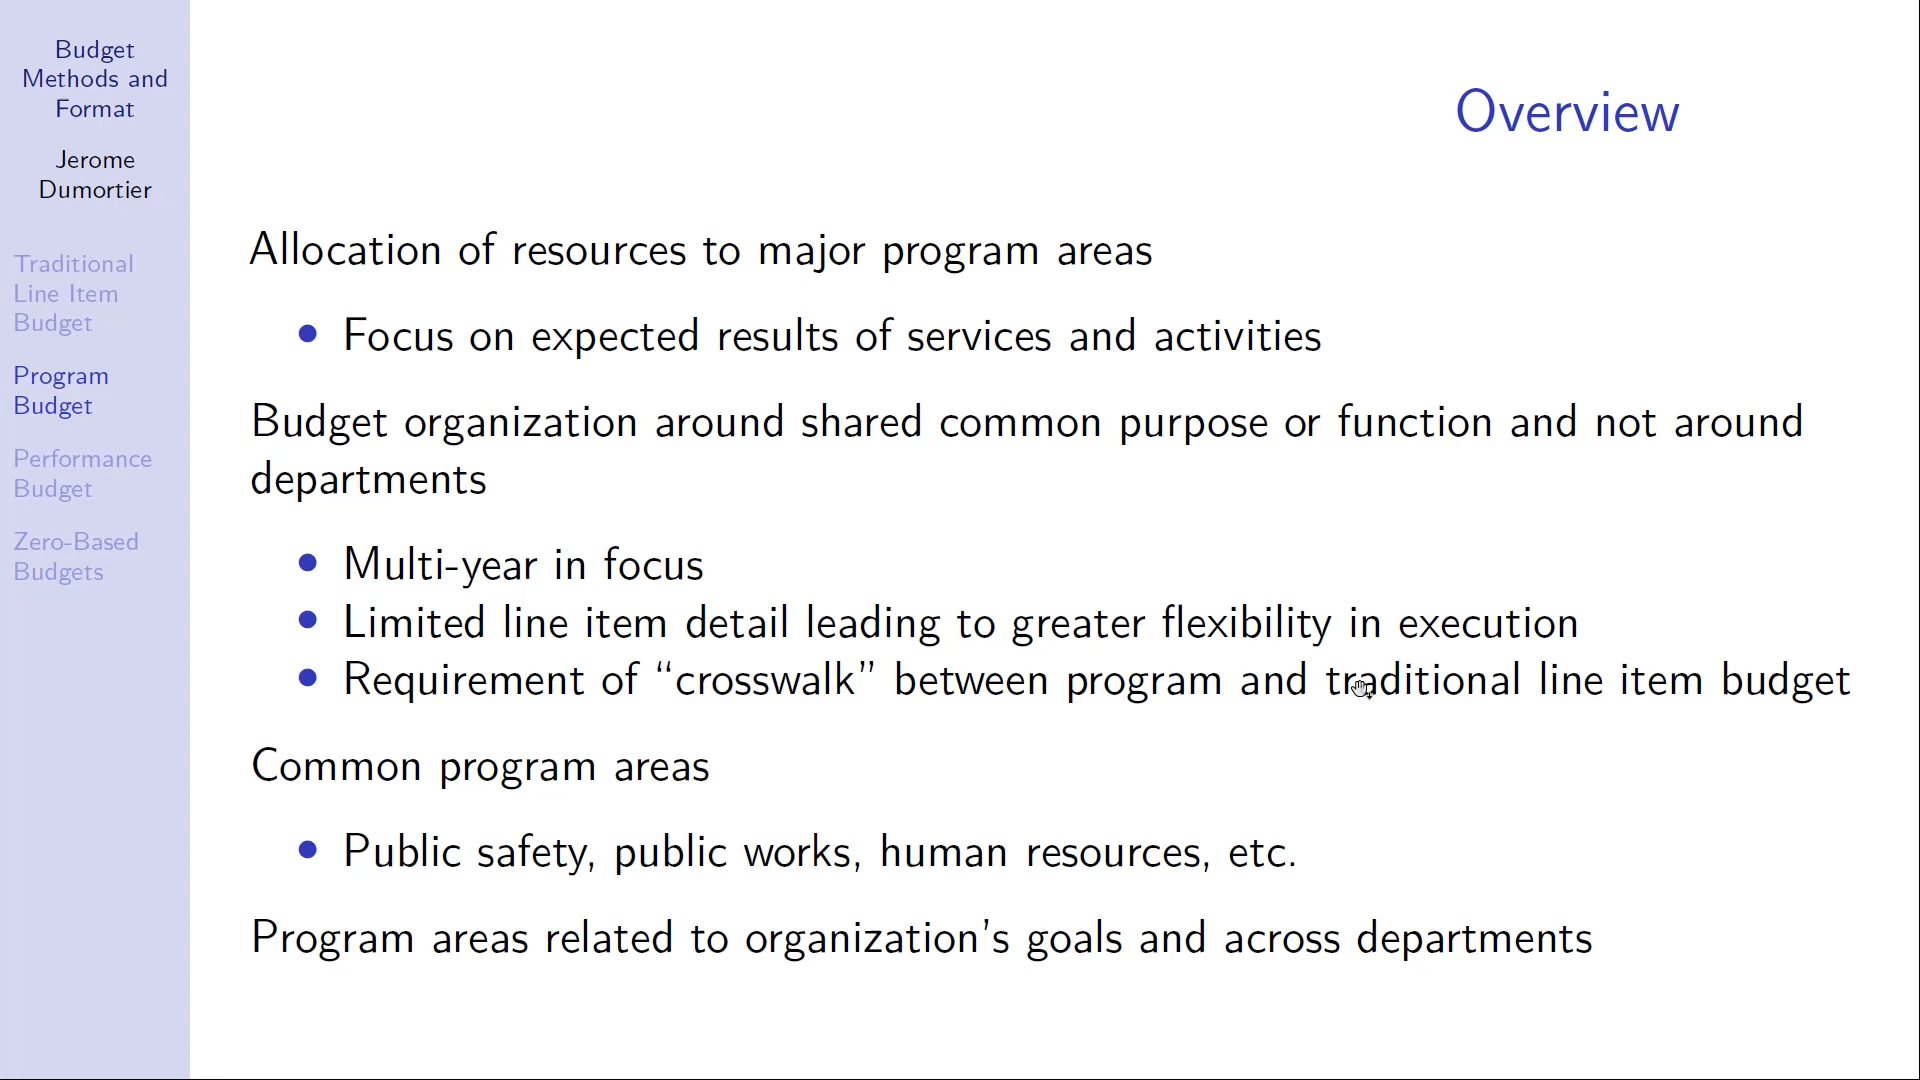 Budget
Methods and
Format
Jerome
Dumortier
Traditional
Line Item
Budget
Program
Budget
Performance
Budget
Zero-Based
Budgets
Overview
Allocation of resources to major program areas
• Focus on expected results of services and activities
Budget organization around shared common purpose or function and not around
departments
• Multi-year in focus
• Limited line item detail leading to greater flexibility in execution
• Requirement of “crosswalk” between program and traditional line item budget
Common program areas
• Public safety, public works, human resources, etc.
Program areas related to organization’s goals and across departments